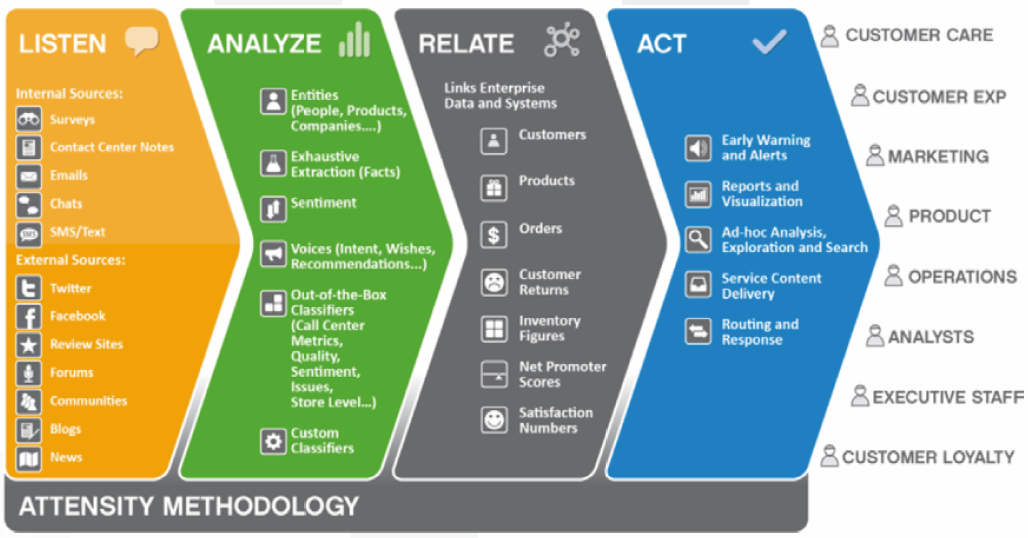 LISTEN
Internal Sources:
Surveys
Contact Center Notes
Emails
Chats
SMS
SMS/Text
External Sources:
Twitter
Facebook
Review Sites
Forums
Communities
Blogs
News
ANALYZE
Entities
(People, Products,
Companies....)
Exhaustive
Extraction (Facts)
Sentiment
Voices (Intent, Wishes,
Recommendations...)
Out-of-the-Box
Classifiers
(Call Center
Metrics,
Quality,
Sentiment,
Issues,
Store Level...)
Custom
Classifiers
RELATE
Links Enterprise
Data and Systems
Customers
Products
$
Orders
Customer
Returns
Inventory
Figures
Net Promoter
Scores
Satisfaction
Numbers
ACT
Early Warning
and Alerts
Reports and
Visualization
Ad-hoc Analysis,
Exploration and Search
Service Content
Delivery
Routing and
Response
CUSTOMER CARE
CUSTOMER EXP
MARKETING
PRODUCT
OPERATIONS
ANALYSTS
EXECUTIVE STAFF
CUSTOMER LOYALTY
ATTENSITY METHODOLOGY